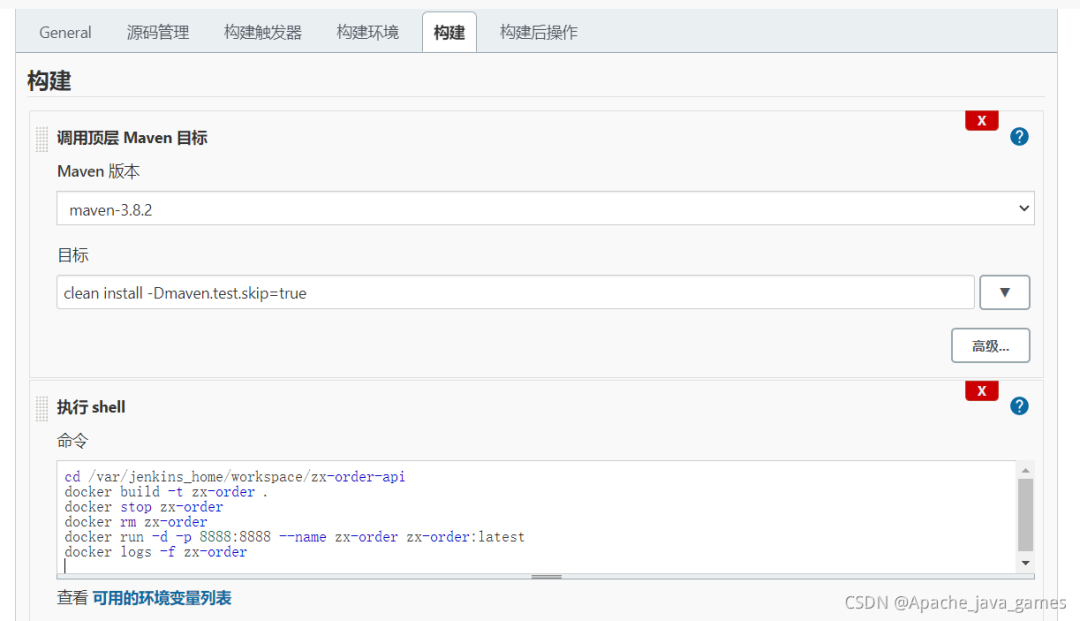 General 源码管理 构建触发器 构建环境 构建 构建后操作
构建
X
调用顶层 Maven 目标
?
Maven 版本
maven-3.8.2
目标
clean install -Dmaven.test.skip=true
▼
高级...
X
执行 shell
?
命令
cd /var/jenkins_home/workspace/zx-order-api
docker build -t zx-order .
docker stop zx-order
docker rm zx-order
docker run -d -p 8888:8888 --name zx-order zx-order:latest
docker logs -f zx-order
查看 可用的环境变量列表
CSDN @Apache_java_games